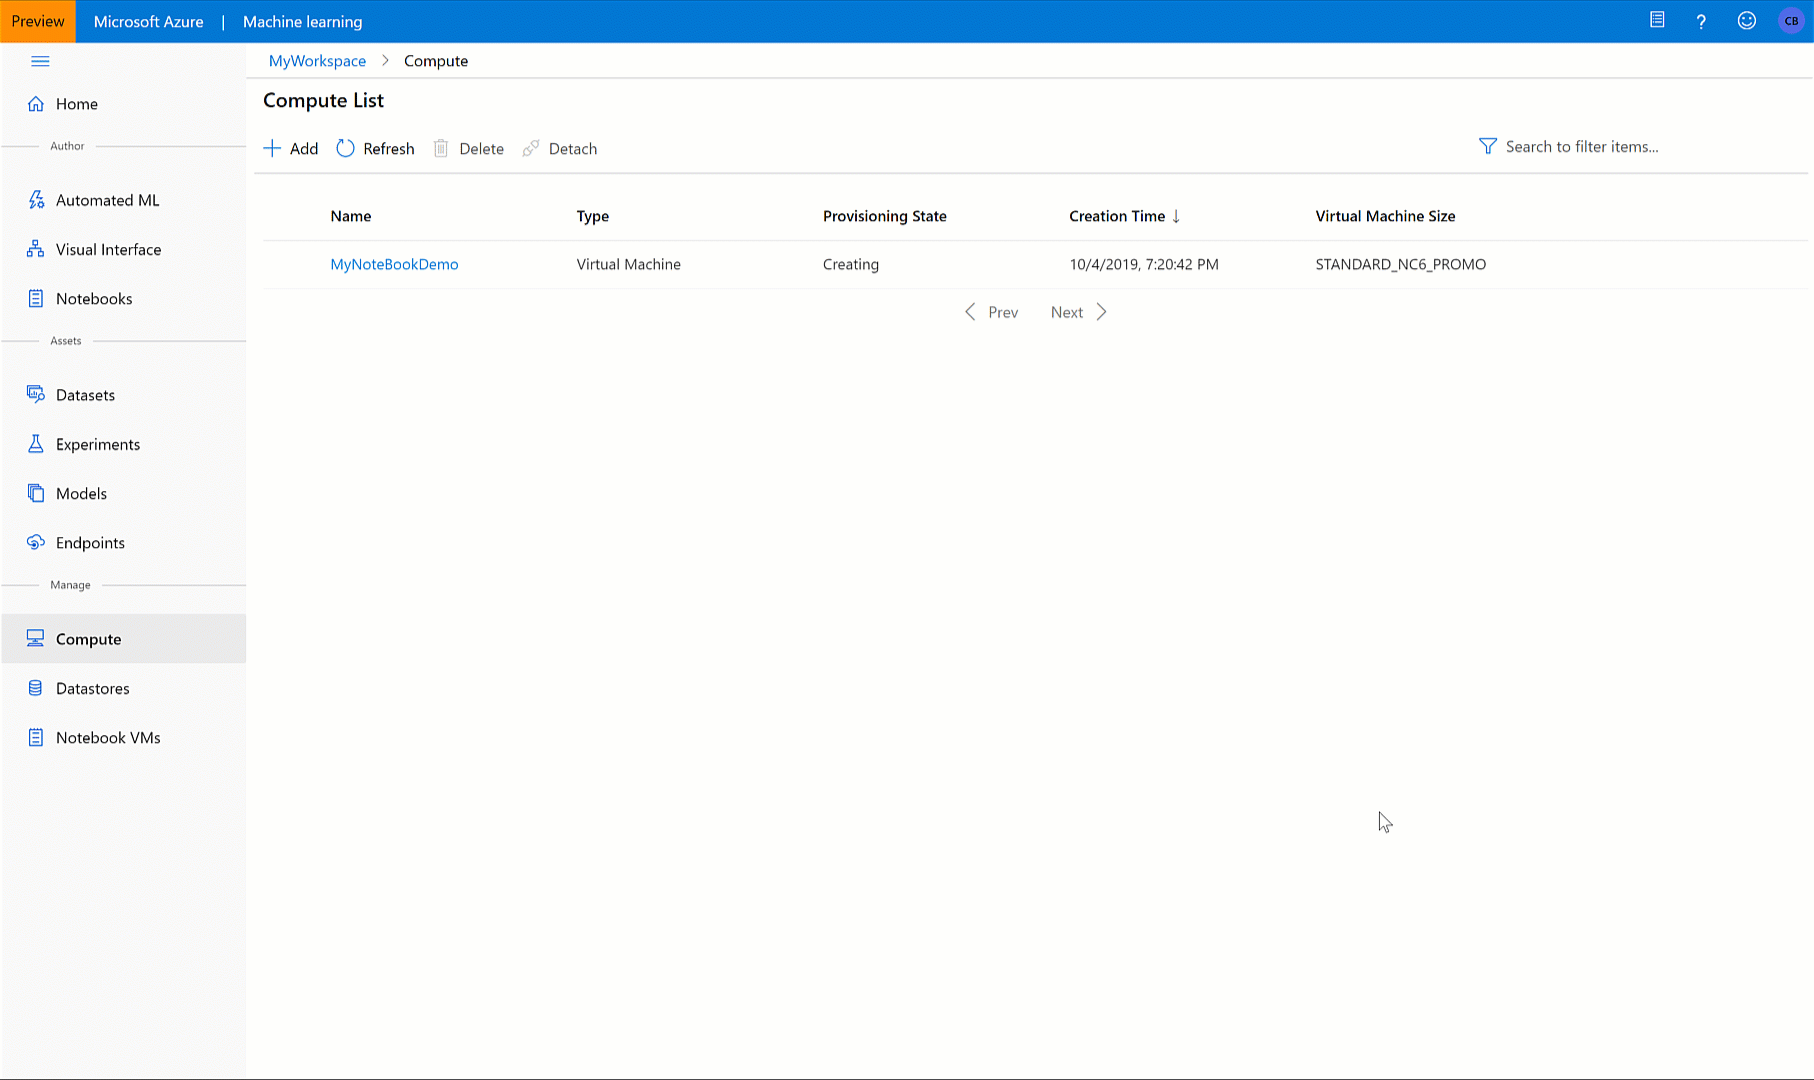 Preview Microsoft Azure | Machine learning ? CB
MyWorkspace > Compute
Home
Author
Automated ML
Visual Interface
Notebooks
Assets
Datasets
Experiments
Models
Endpoints
Manage
Compute
Datastores
Notebook VMs
Compute List
Add Refresh Delete Detach Search to filter items...
Name Type Provisioning State Creation Time ↓ Virtual Machine Size
MyNoteBookDemo Virtual Machine Creating 10/4/2019, 7:20:42 PM STANDARD_NC6_PROMO
Prev Next